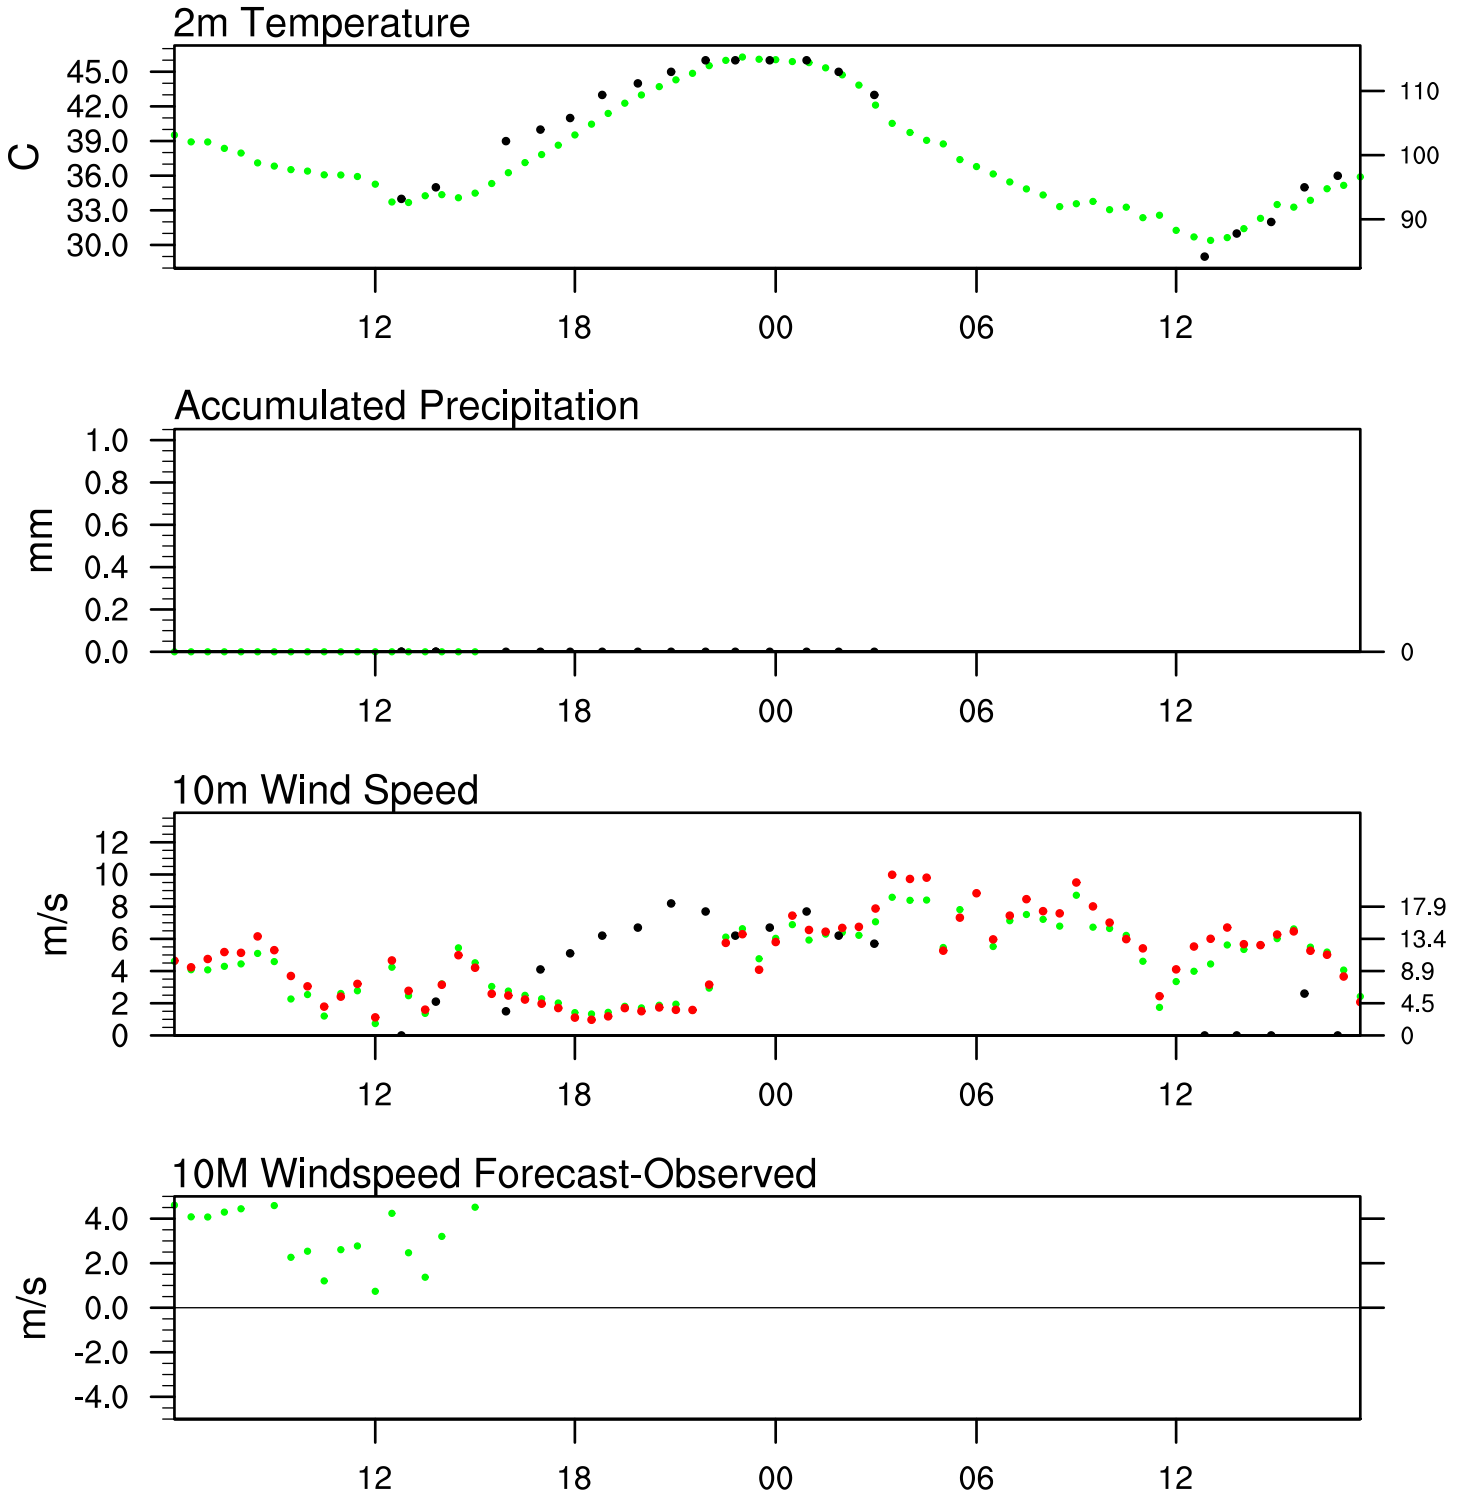 2m Temperature
45.0
42.0
39.0
36.0
33.0
30.0
C
110
100
90
12 18 00 06 12
Accumulated Precipitation
1.0
0.8
0.6
0.4
0.2
0.0
mm
0
12 18 00 06 12
10m Wind Speed
12
10
8
6
4
2
0
m/s
17.9
13.4
8.9
4.5
0
12 18 00 06 12
10M Windspeed Forecast-Observed
4.0
2.0
0.0
-2.0
-4.0
m/s
12 18 00 06 12